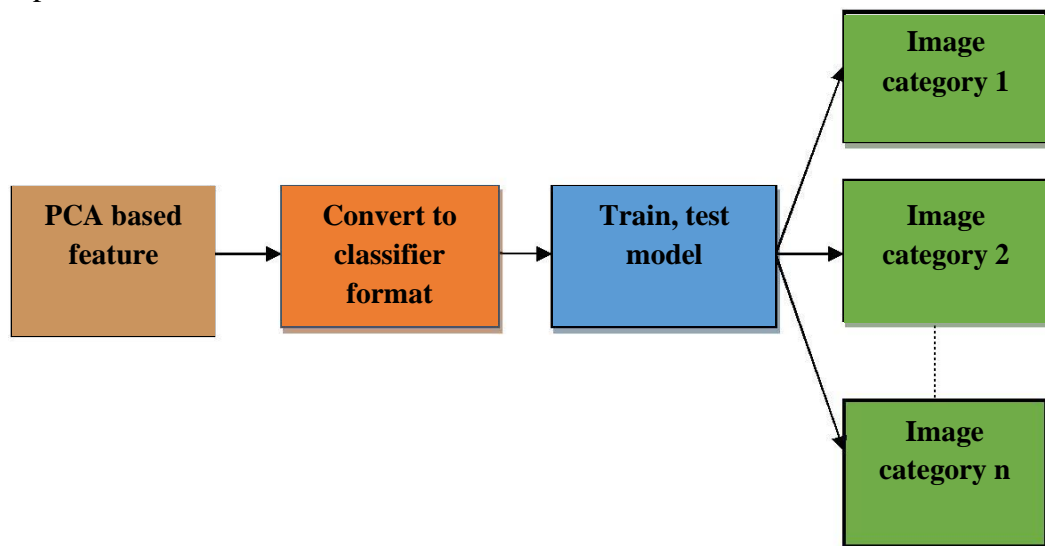 PCA based
feature
Convert to
classifier
format
Train, test
model
Image
category 1
Image
category 2
Image
category n